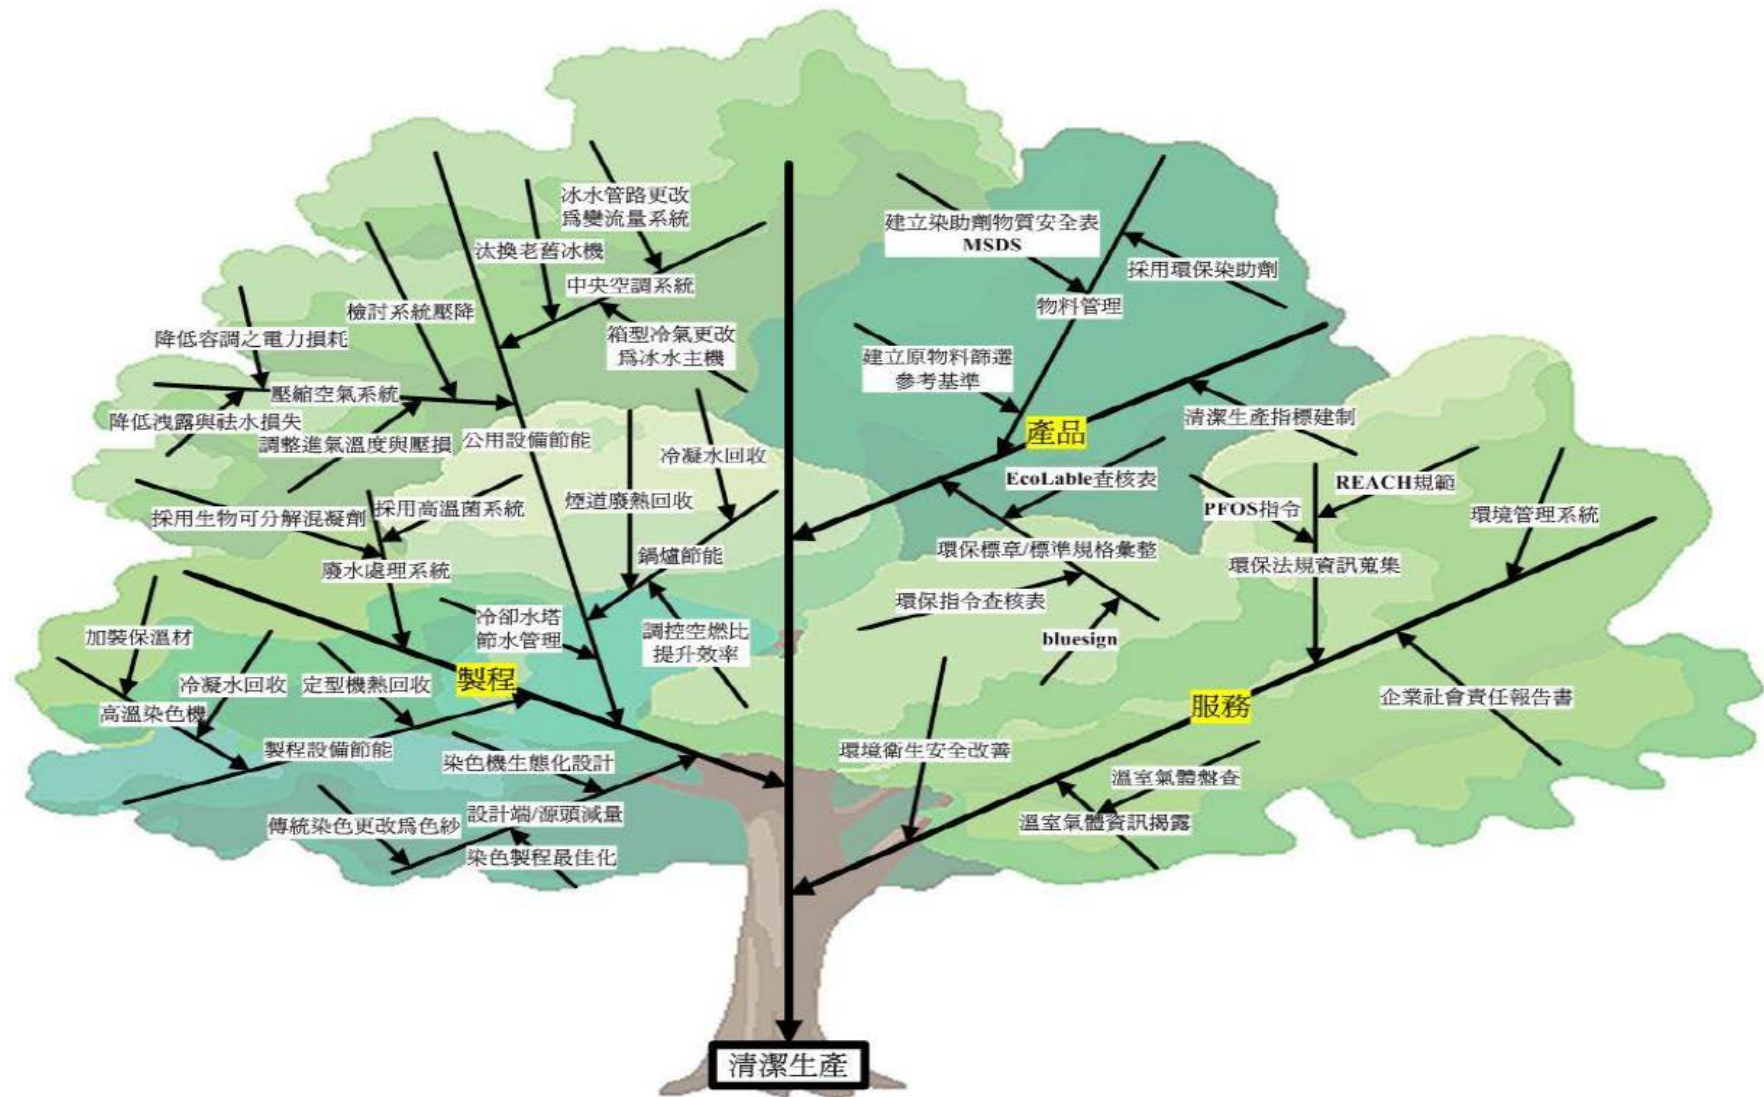 冰水管路更改
爲變流量系統
汰換老舊冰機
中央空調系統
檢討系統壓降
箱型冷氣更改
爲冰水主機
降低容調之電力損耗
壓縮空氣系統
降低洩露與祛水損失
調整進氣溫度與壓損
公用設備節能
冷凝水回收
煙道廢熱回收
採用生物可分解混凝劑
採用高溫菌系統
鍋爐節能
廢水處理系統
冷卻水塔
節水管理
調控空燃比
提升效率
加裝保溫材
製程
冷凝水回收
定型機熱回收
高溫染色機
製程設備節能
染色機生態化設計
傳統染色更改爲色紗
設計端/源頭減量
染色製程最佳化
建立染助劑物質安全表
MSDS
採用環保染助劑
物料管理
建立原物料篩選
參考基準
產品
清潔生產指標建制
EcoLable查核表
環保標章/標準規格彙整
環保指令查核表
bluesign
REACH規範
PFOS指令
環境管理系統
環保法規資訊蒐集
服務
企業社會責任報告書
環境衛生安全改善
溫室氣體盤查
溫室氣體資訊揭露
清潔生產